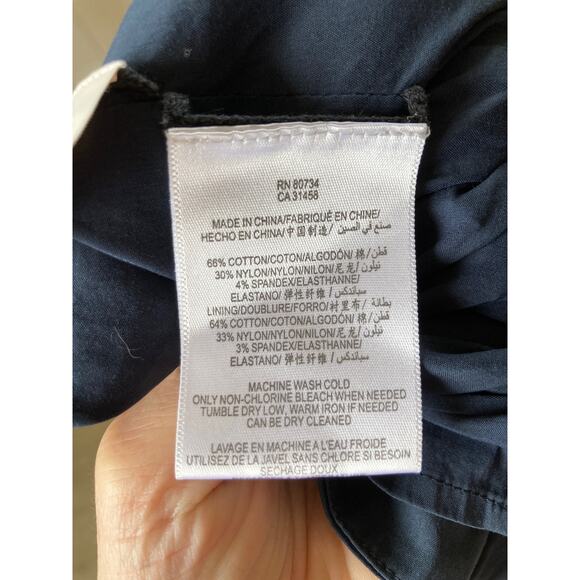 RN 80734
CA 31458
MADE IN CHINA/FABRIQUÉ EN CHINE/
HECHO EN CHINA/中国制造/ صنع في الصين
66% COTTON/COTON/ALGODÓN/棉/قطن
30% NYLON/NYLON/NILON/尼龙/نيلون
4% SPANDEX/ELASTHANNE/
ELASTANO/弹性纤维/سباندكس
LINING/DOUBLURE/FORRO/衬里布/بطانة
64% COTTON/COTON/ALGODÓN/棉/قطن
33% NYLON/NYLON/NILON/尼龙/نيلون
3% SPANDEX/ELASTHANNE/
ELASTANO/弹性纤维/سباندكس
MACHINE WASH COLD
ONLY NON-CHLORINE BLEACH WHEN NEEDED
TUMBLE DRY LOW, WARM IRON IF NEEDED
CAN BE DRY CLEANED
LAVAGE EN MACHINE A L'EAU FROIDE
UTILISEZ DE LA JAVEL SANS CHLORE SI BESOIN
SECHAGE DOUX